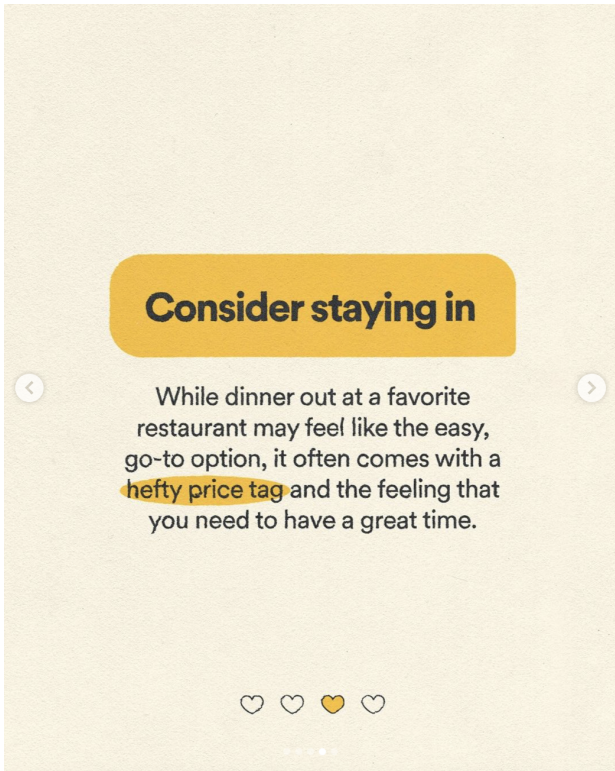 Consider staying in
While dinner out at a favorite
restaurant may feel like the easy,
go-to option, it often comes with a
hefty price tag and the feeling that
you need to have a great time.